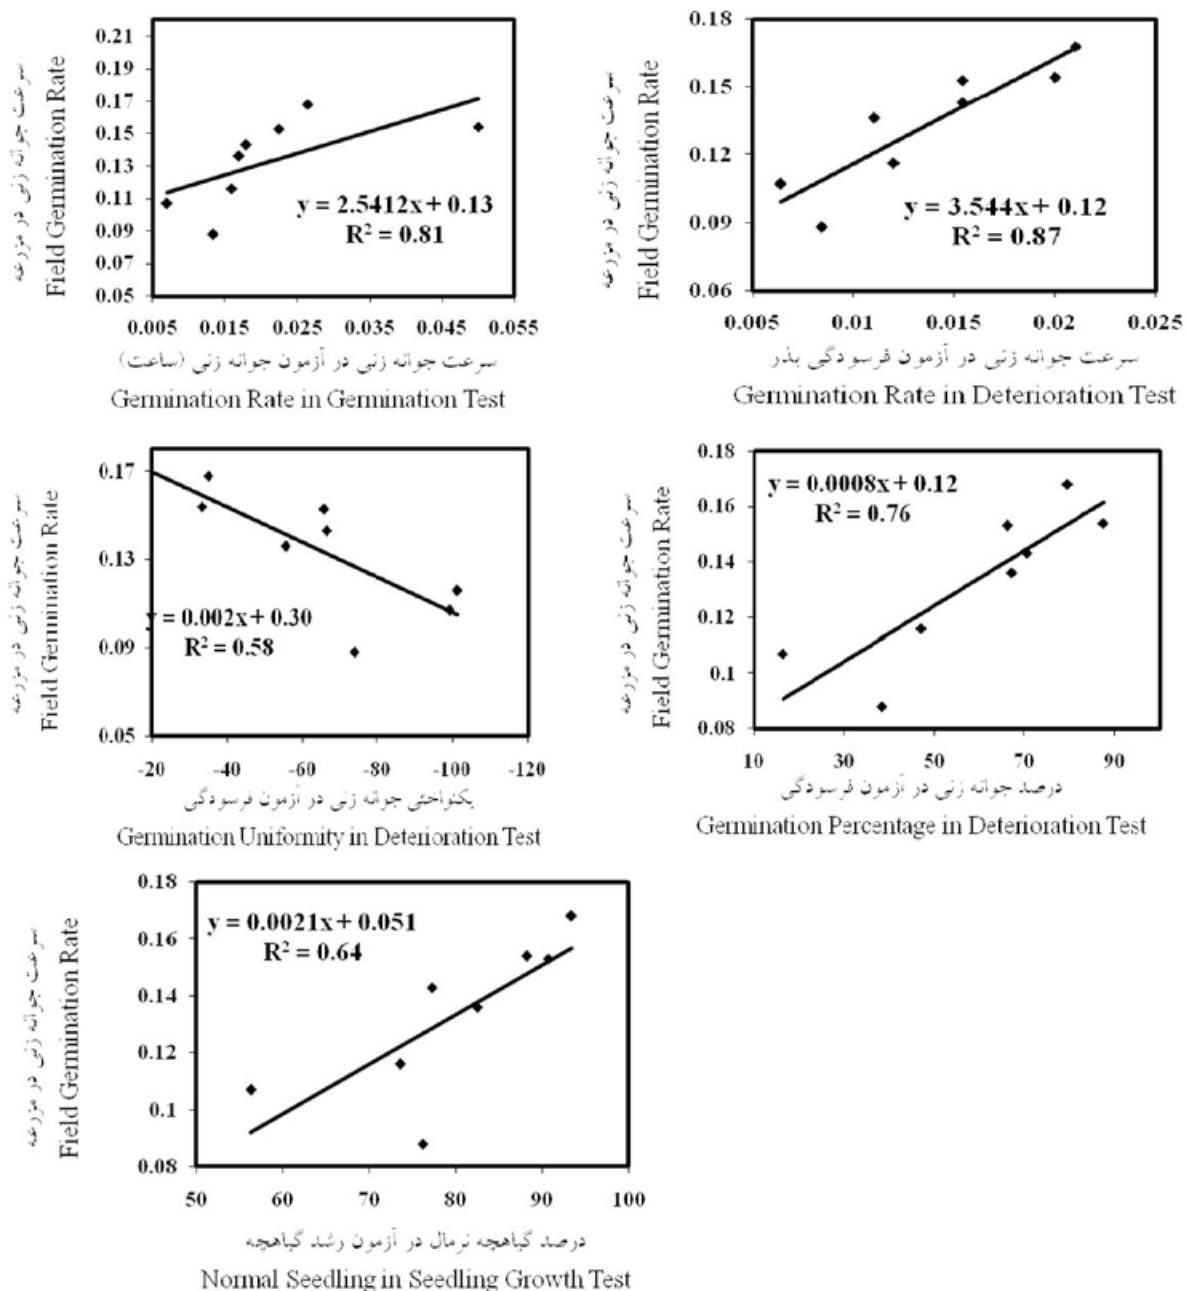 سرعت جوانه زنی در مزرعه
Field Germination Rate
0.21
0.19
0.17
0.15
0.13
0.11
0.09
0.07
0.05
y = 2.5412x + 0.13
R² = 0.81
0.005 0.015 0.025 0.035 0.045 0.055
سرعت جوانه زنی در آزمون جوانه زنی (ساعت)
Germination Rate in Germination Test
سرعت جوانه زنی در مزرعه
Field Germination Rate
0.18
0.15
0.12
0.09
0.06
y = 3.544x + 0.12
R² = 0.87
0.005 0.01 0.015 0.02 0.025
سرعت جوانه زنی در آزمون فرسودگی بذر
Germination Rate in Deterioration Test
سرعت جوانه زنی در مزرعه
Field Germination Rate
0.17
0.13
0.09
0.05
y = 0.002x + 0.30
R² = 0.58
-20 -40 -60 -80 -100 -120
یکنواختی جوانه زنی در آزمون فرسودگی
Germination Uniformity in Deterioration Test
سرعت جوانه زنی در مزرعه
Field Germination Rate
0.18
0.16
0.14
0.12
0.1
0.08
y = 0.0008x + 0.12
R² = 0.76
10 30 50 70 90
درصد جوانه زنی در آزمون فرسودگی
Germination Percentage in Deterioration Test
سرعت جوانه زنی در مزرعه
Field Germination Rate
0.18
0.16
0.14
0.12
0.1
0.08
y = 0.0021x + 0.051
R² = 0.64
50 60 70 80 90 100
درصد گیاهچه نرمال در آزمون رشد گیاهچه
Normal Seedling in Seedling Growth Test